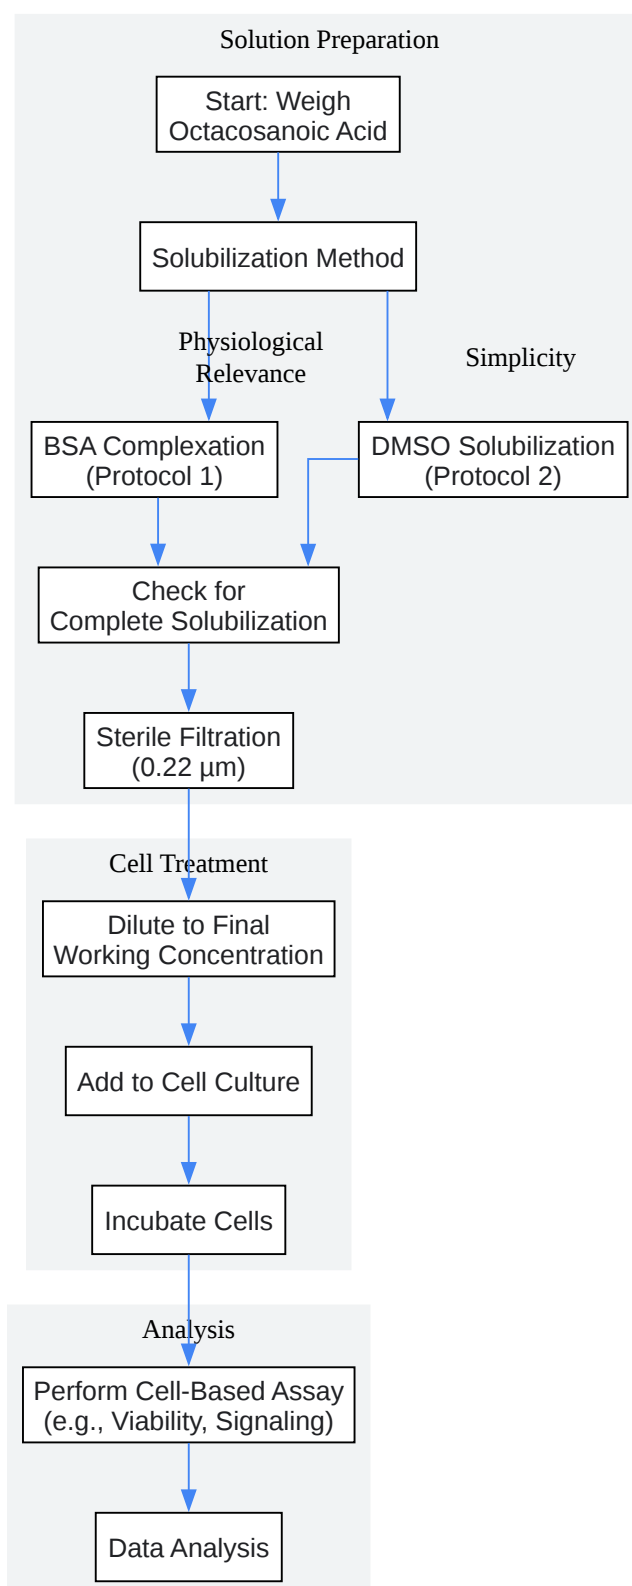 Solution Preparation
Start: Weigh
Octacosanoic Acid
Solubilization Method
Physiological
Relevance
Simplicity
BSA Complexation
(Protocol 1)
DMSO Solubilization
(Protocol 2)
Check for
Complete Solubilization
Sterile Filtration
(0.22 µm)
Cell Treatment
Dilute to Final
Working Concentration
Add to Cell Culture
Incubate Cells
Analysis
Perform Cell-Based Assay
(e.g., Viability, Signaling)
Data Analysis